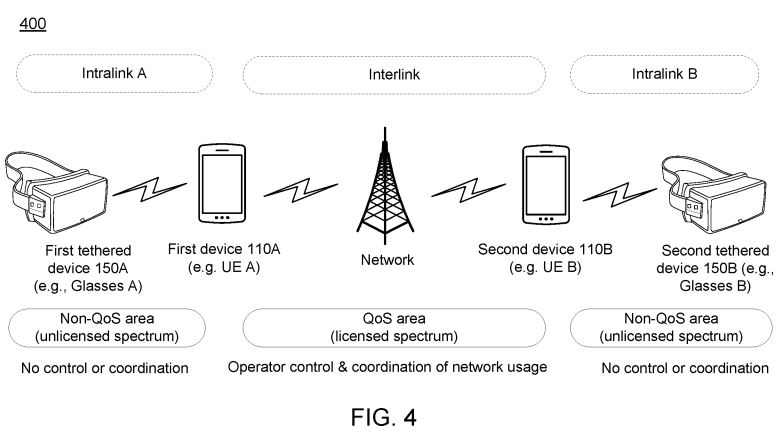 400
Intralink A
Interlink
Intralink B
First tethered
device 150A
(e.g., Glasses A)
First device 110A
(e.g. UE A)
Network
Second device 110B
(e.g. UE B)
Second tethered
device 150B (e.g.,
Glasses B)
Non-QoS area
(unlicensed spectrum)
QoS area
(licensed spectrum)
Non-QoS area
(unlicensed spectrum)
No control or coordination
Operator control & coordination of network usage
No control or coordination
FIG. 4